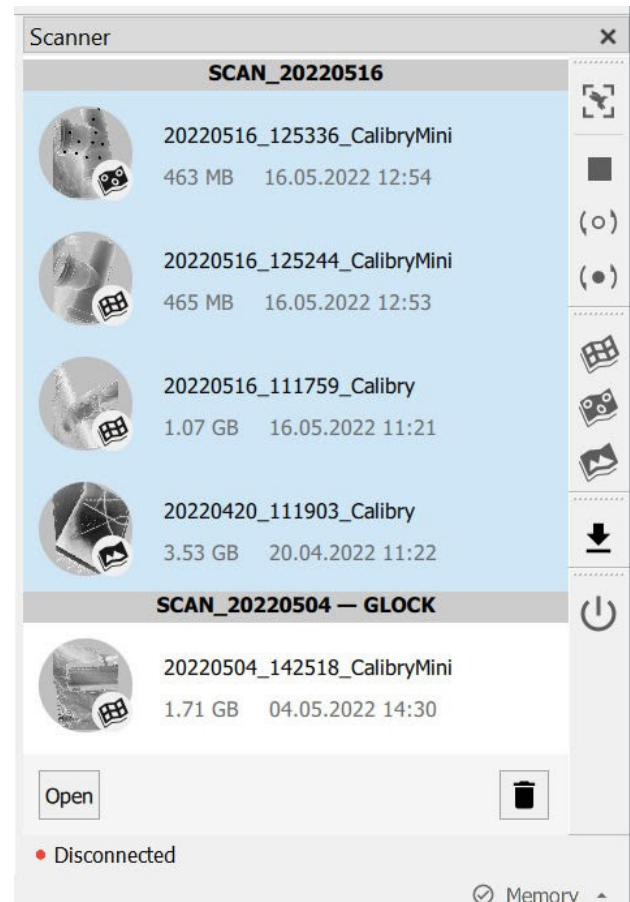 Scanner
SCAN_20220516
20220516_125336_CalibryMini
463 MB 16.05.2022 12:54
20220516_125244_CalibryMini
465 MB 16.05.2022 12:53
20220516_111759_Calibry
1.07 GB 16.05.2022 11:21
20220420_111903_Calibry
3.53 GB 20.04.2022 11:22
SCAN_20220504 — GLOCK
20220504_142518_CalibryMini
1.71 GB 04.05.2022 14:30
Open
Disconnected
Memory